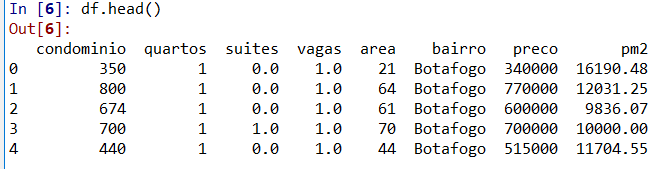 In [6]: df.head()
Out[6]:
   condominio  quartos  suites  vagas  area    bairro   preco       pm2
0         350        1     0.0    1.0    21  Botafogo  340000  16190.48
1         800        1     0.0    1.0    64  Botafogo  770000  12031.25
2         674        1     0.0    1.0    61  Botafogo  600000   9836.07
3         700        1     1.0    1.0    70  Botafogo  700000  10000.00
4         440        1     0.0    1.0    44  Botafogo  515000  11704.55